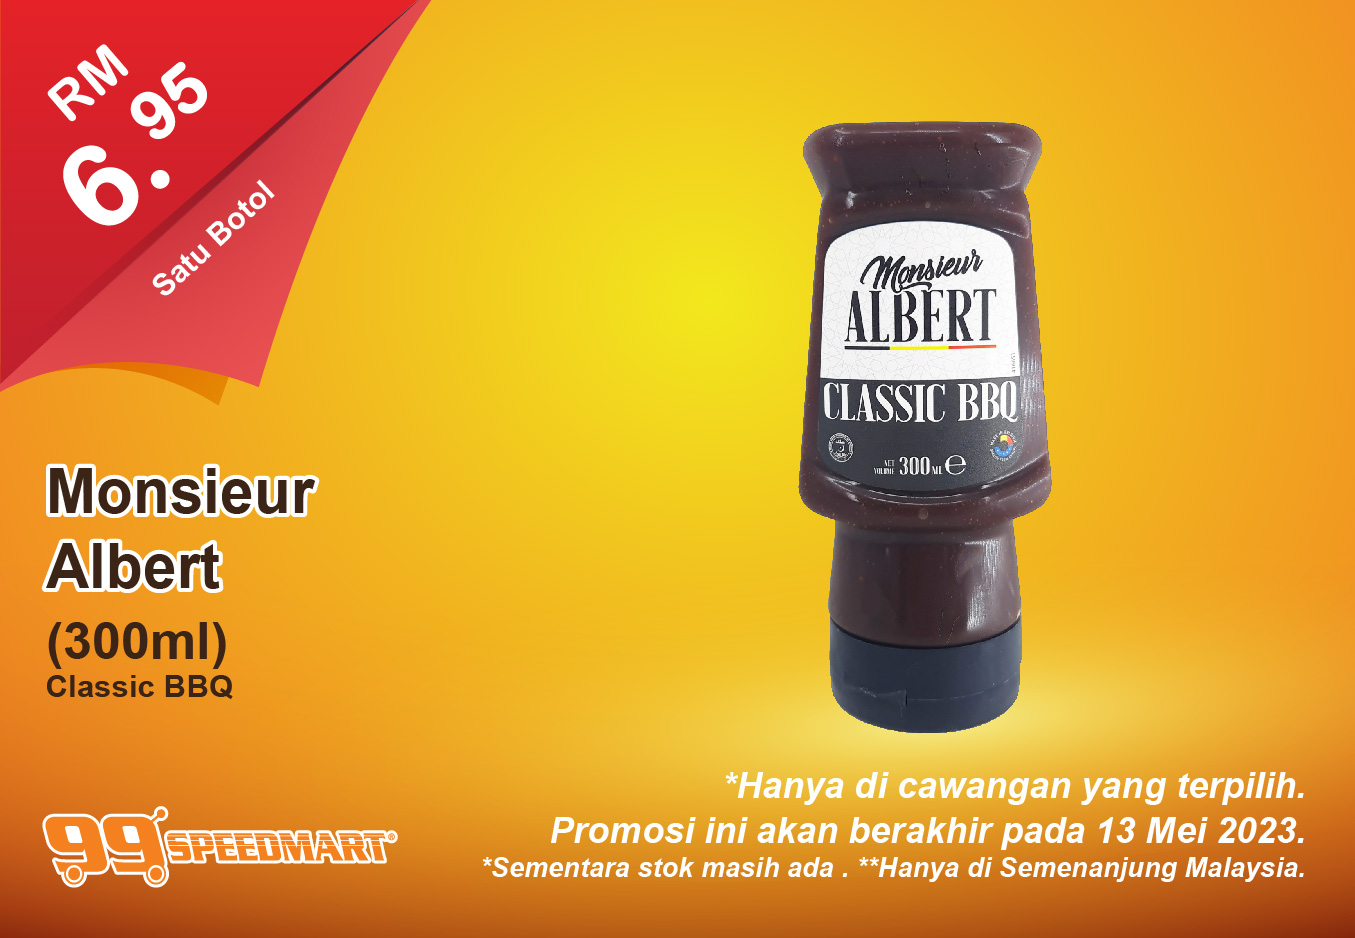 RM
6.95
Satu Botol
Monsieur
ALBERT
CLASSIC BBQ
NET
VOLUME 300ML e
Monsieur
Albert
(300ml)
Classic BBQ
99 SPEEDMART®
*Hanya di cawangan yang terpilih.
Promosi ini akan berakhir pada 13 Mei 2023.
*Sementara stok masih ada . **Hanya di Semenanjung Malaysia.